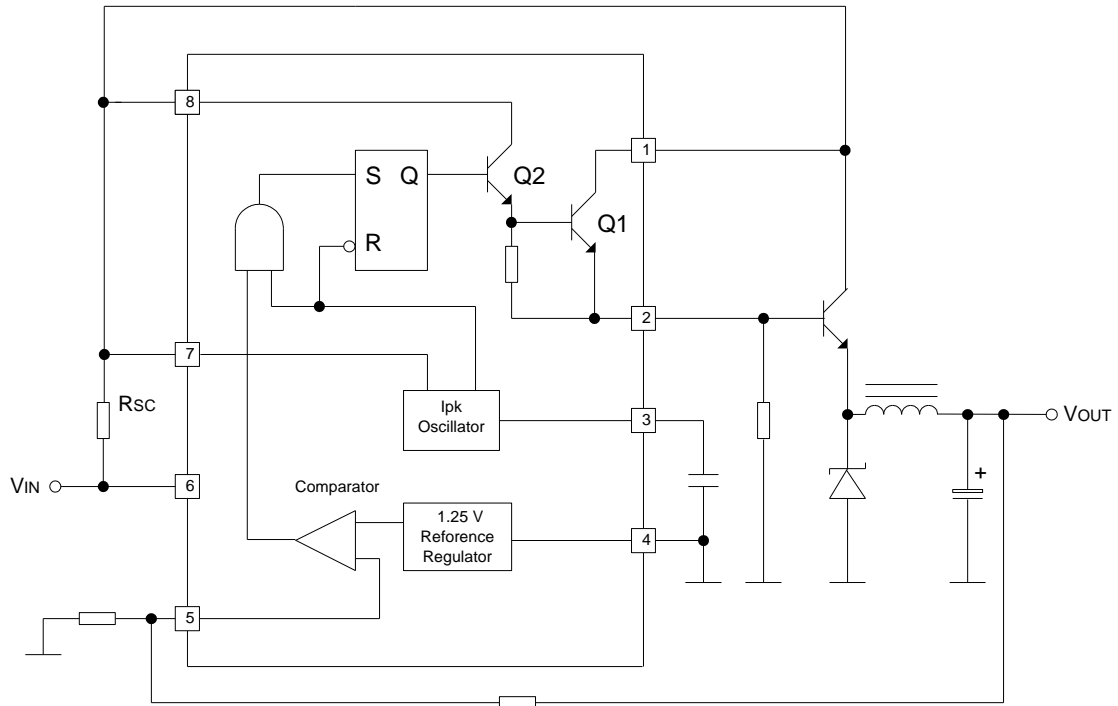 8
1
S Q
Q2
R
Q1
2
7
RSC
Ipk
Oscillator
3
VOUT
VIN
6
Comparator
+
1.25 V
Reforence
Regulator
4
5